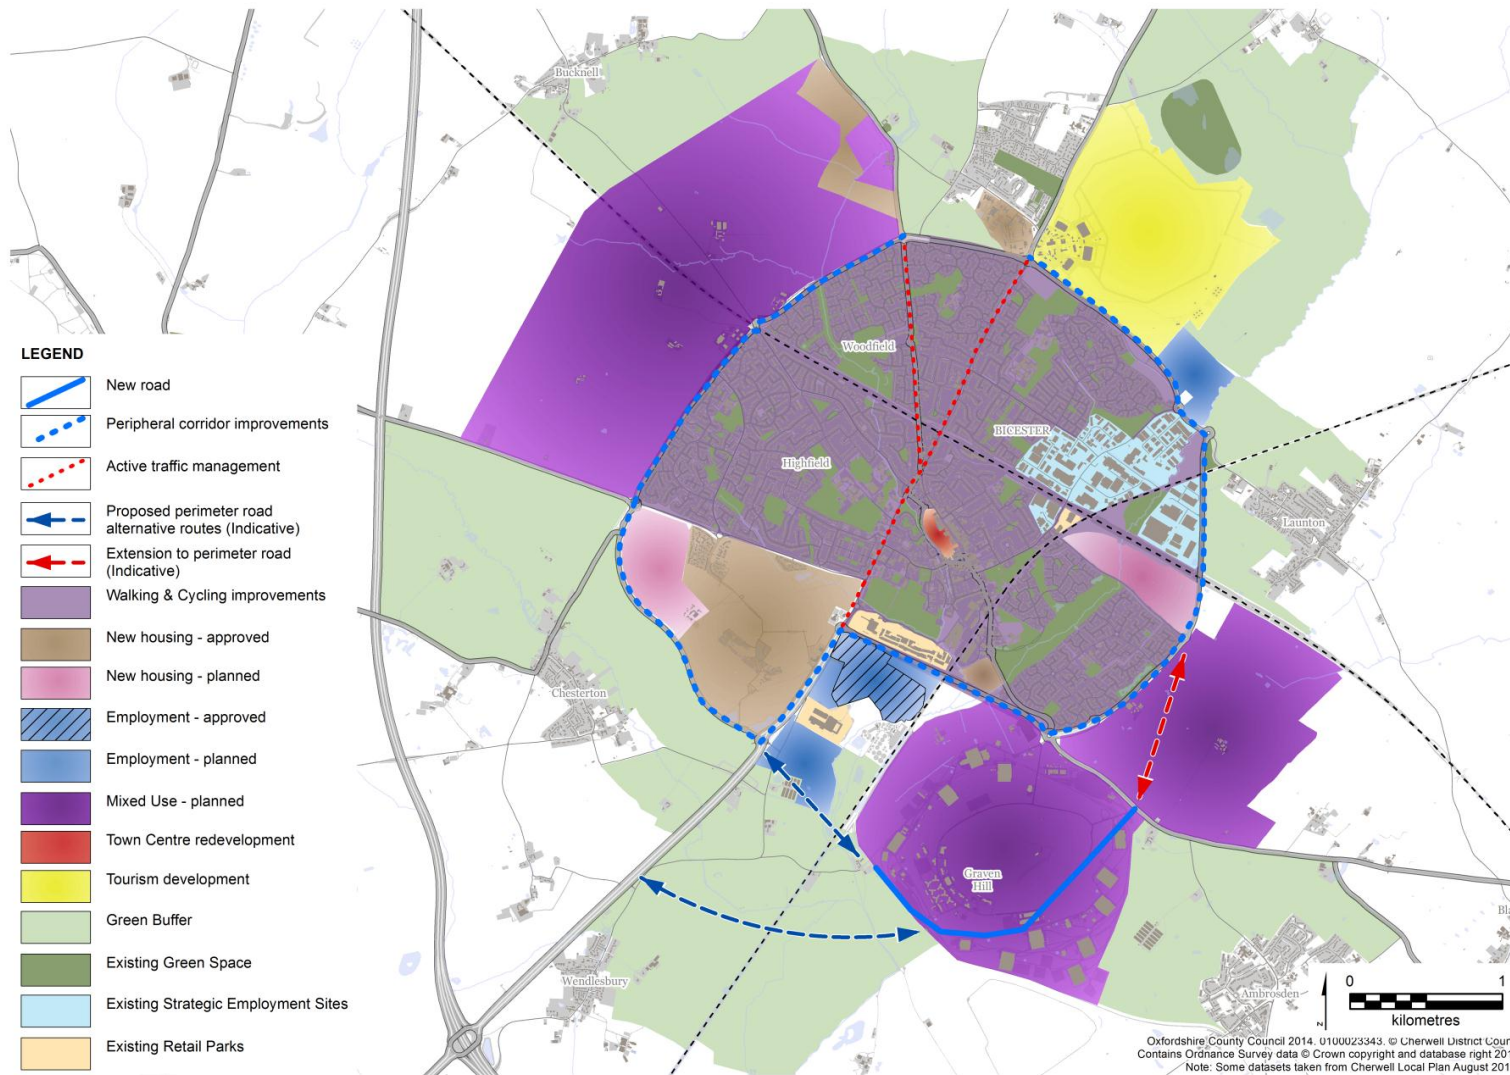 Bucknell
Woodfield
BICESTER
Highfield
Launton
Chesterton
Graven
Hill
Wendlesbury
Ambrosden
LEGEND
New road
Peripheral corridor improvements
Active traffic management
Proposed perimeter road
alternative routes (Indicative)
Extension to perimeter road
(Indicative)
Walking & Cycling improvements
New housing - approved
New housing - planned
Employment - approved
Employment - planned
Mixed Use - planned
Town Centre redevelopment
Tourism development
Green Buffer
Existing Green Space
Existing Strategic Employment Sites
Existing Retail Parks
Bla
N
0 1
kilometres
Oxfordshire County Council 2014. 0100023343. © Cherwell District Coun
Contains Ordnance Survey data © Crown copyright and database right 201
Note: Some datasets taken from Cherwell Local Plan August 201